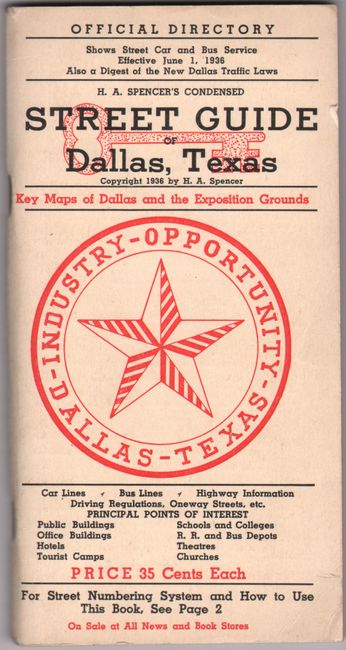 OFFICIAL DIRECTORY
Shows Street Car and Bus Service
Effective June 1, 1936
Also a Digest of the New Dallas Traffic Laws
H. A. SPENCER'S CONDENSED
STREET GUIDE
OF
Dallas, Texas
Copyright 1936 by H. A. Spencer
Key Maps of Dallas and the Exposition Grounds
INDUSTRY-OPPORTUNITY-
DALLAS-TEXAS-
Car Lines Bus Lines Highway Information
Driving Regulations, Oneway Streets, etc.
PRINCIPAL POINTS OF INTEREST
Public Buildings Schools and Colleges
Office Buildings R. R. and Bus Depots
Hotels Theatres
Tourist Camps Churches
PRICE 35 Cents Each
For Street Numbering System and How to Use
This Book, See Page 2
On Sale at All News and Book Stores